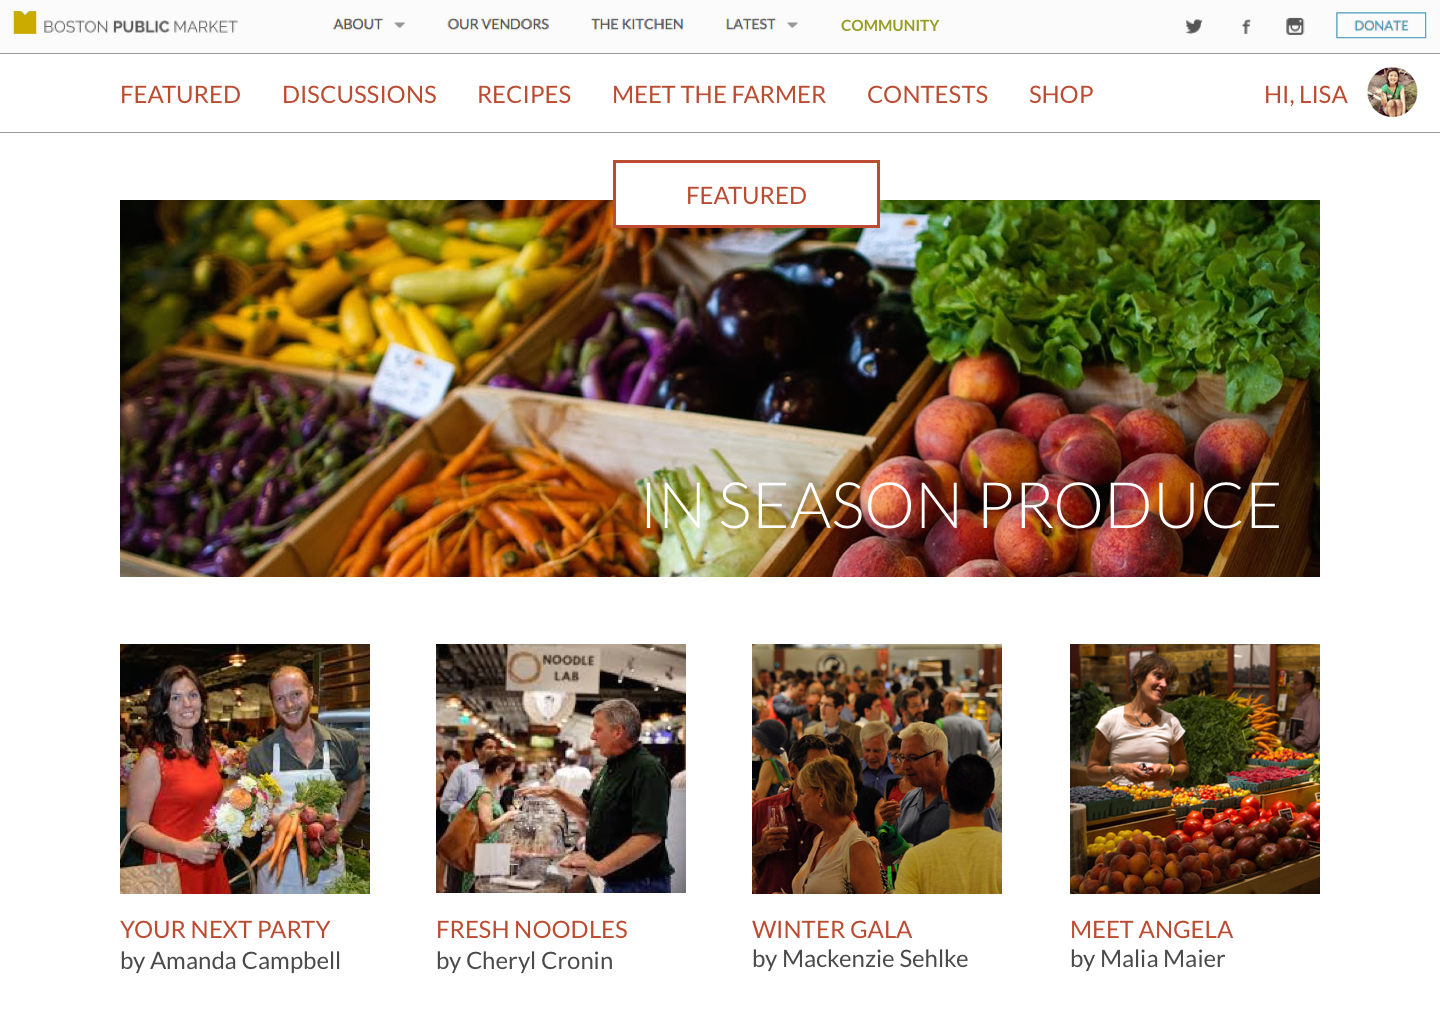 BOSTON PUBLIC MARKET
ABOUT
OUR VENDORS
THE KITCHEN
LATEST
COMMUNITY
DONATE
FEATURED
DISCUSSIONS
RECIPES
MEET THE FARMER
CONTESTS
SHOP
HI, LISA
FEATURED
IN SEASON PRODUCE
NOODLE
LAB
YOUR NEXT PARTY
by Amanda Campbell
FRESH NOODLES
by Cheryl Cronin
WINTER GALA
by Mackenzie Sehlke
MEET ANGELA
by Malia Maier